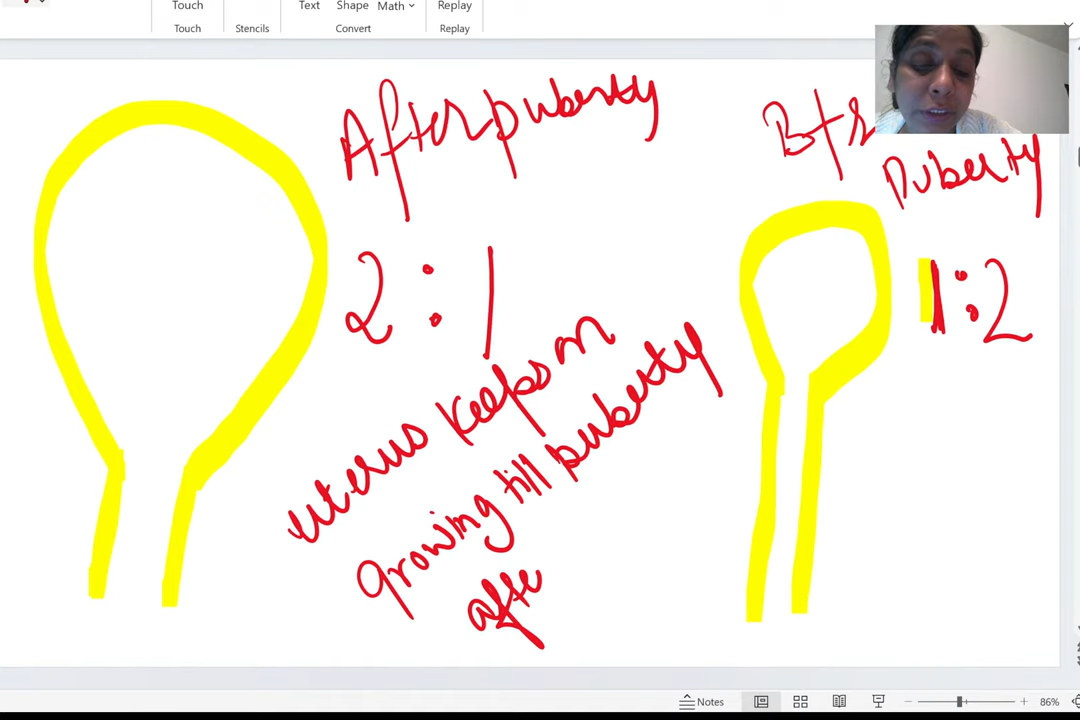 Touch Text Shape Math Replay
Touch Stencils Convert Replay
After puberty
2 : 1
uterus keeps on
growing till puberty
afte
Puberty
1 : 2
Notes 86%